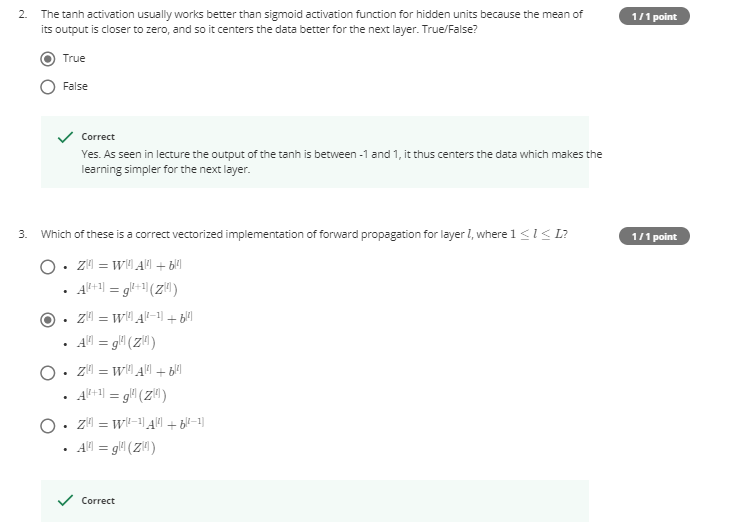 2. The tanh activation usually works better than sigmoid activation function for hidden units because the mean of
its output is closer to zero, and so it centers the data better for the next layer. True/False?
1 / 1 point
True
False
Correct
Yes. As seen in lecture the output of the tanh is between -1 and 1, it thus centers the data which makes the
learning simpler for the next layer.
3. Which of these is a correct vectorized implementation of forward propagation for layer l, where 1 ≤ l ≤ L?
1 / 1 point
• Z^[l] = W^[l] A^[l] + b^[l]
• A^[l+1] = g^[l+1](Z^[l])
• Z^[l] = W^[l] A^[l−1] + b^[l]
• A^[l] = g^[l](Z^[l])
• Z^[l] = W^[l] A^[l] + b^[l]
• A^[l+1] = g^[l](Z^[l])
• Z^[l] = W^[l−1] A^[l] + b^[l−1]
• A^[l] = g^[l](Z^[l])
Correct